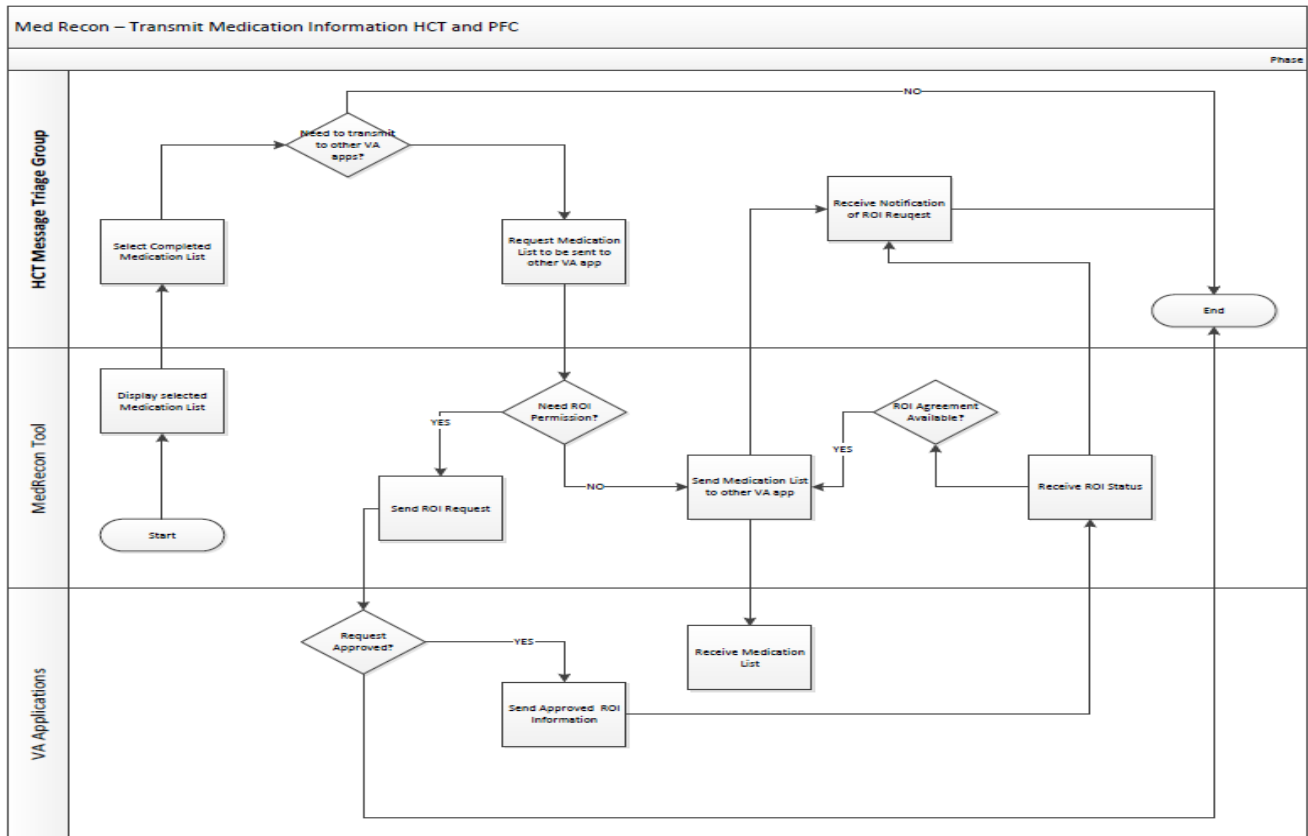 Med Recon – Transmit Medication Information HCT and PFC
Phase
HCT Message Triage Group
NO
Need to transmit
to other VA
apps?
Select Completed
Medication List
Request Medication
List to be sent to
other VA app
Receive Notification
of ROI Reuqest
End
MedRecon Tool
Display selected
Medication List
Need ROI
Permission?
ROI Agreement
Available?
YES
YES
Send ROI Request
NO
Send Medication List
to other VA app
Receive ROI Status
Start
VA Applications
Request
Approved?
YES
Receive Medication
List
Send Approved ROI
Information